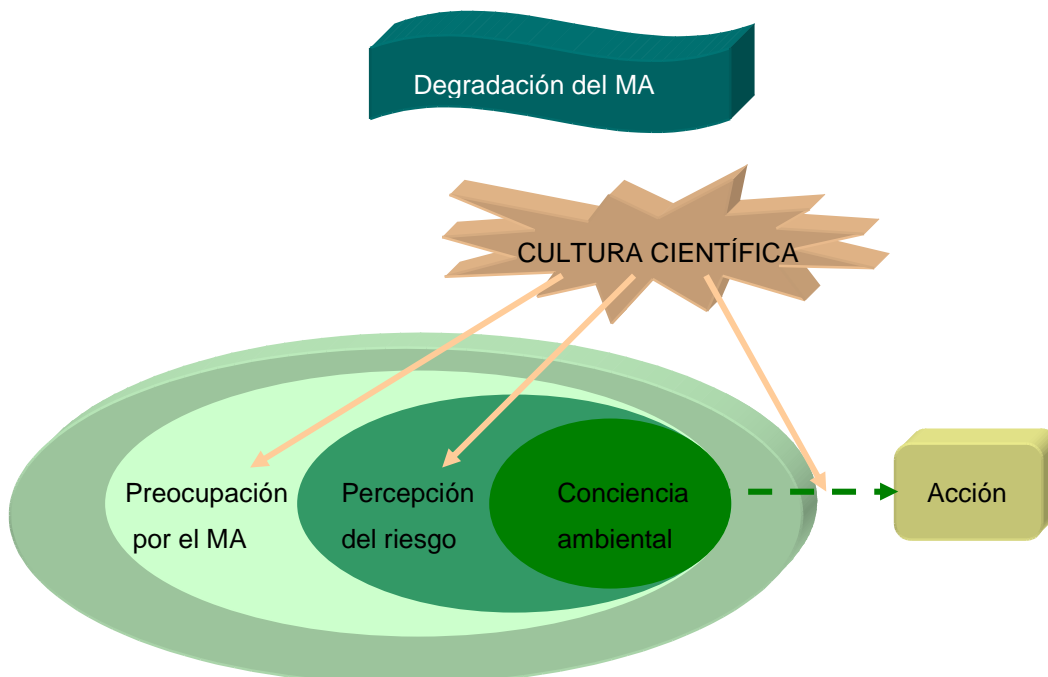 Degradación del MA
CULTURA CIENTÍFICA
Preocupación
por el MA
Percepción
del riesgo
Conciencia
ambiental
Acción